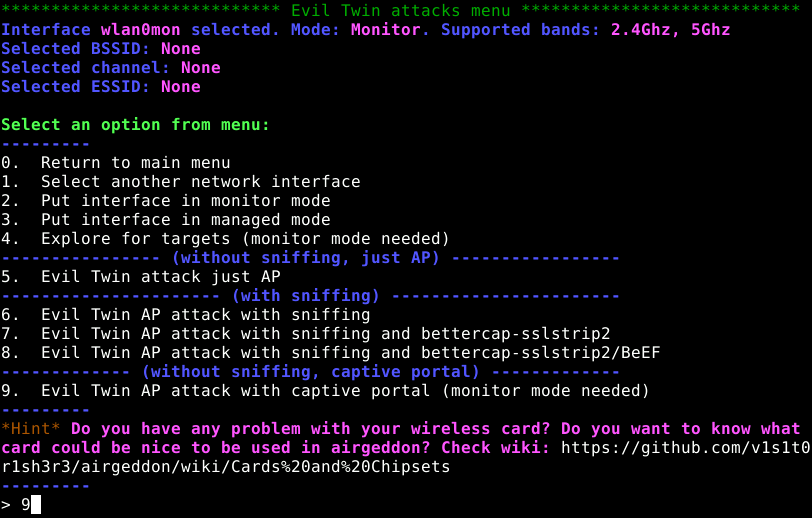 **************************** Evil Twin attacks menu ****************************
Interface wlan0mon selected. Mode: Monitor. Supported bands: 2.4Ghz, 5Ghz
Selected BSSID: None
Selected channel: None
Selected ESSID: None
Select an option from menu:
---------
0.  Return to main menu
1.  Select another network interface
2.  Put interface in monitor mode
3.  Put interface in managed mode
4.  Explore for targets (monitor mode needed)
---------------- (without sniffing, just AP) -----------------
5.  Evil Twin attack just AP
---------------------- (with sniffing) -----------------------
6.  Evil Twin AP attack with sniffing
7.  Evil Twin AP attack with sniffing and bettercap-sslstrip2
8.  Evil Twin AP attack with sniffing and bettercap-sslstrip2/BeEF
------------- (without sniffing, captive portal) -------------
9.  Evil Twin AP attack with captive portal (monitor mode needed)
---------
*Hint* Do you have any problem with your wireless card? Do you want to know what
card could be nice to be used in airgeddon? Check wiki: https://github.com/v1s1t0
r1sh3r3/airgeddon/wiki/Cards%20and%20Chipsets
---------
> 9